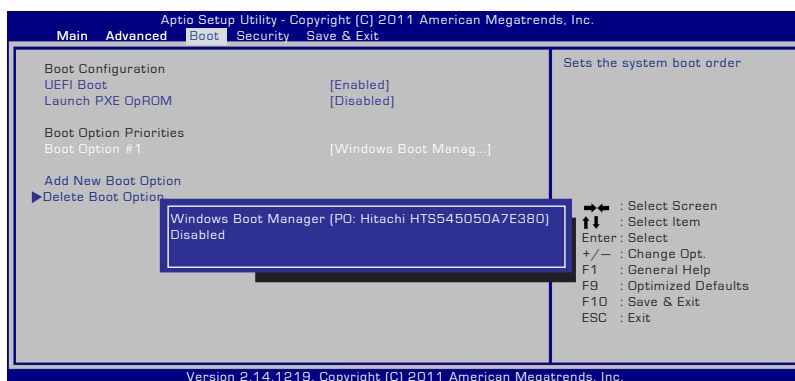 Aptio Setup Utility - Copyright (C) 2011 American Megatrends, Inc.
Main Advanced Boot Security Save & Exit
Boot Configuration
UEFI Boot [Enabled]
Launch PXE OpROM [Disabled]
Boot Option Priorities
Boot Option #1 [Windows Boot Manag...]
Add New Boot Option
Delete Boot Option
Windows Boot Manager (P0: Hitachi HTS545050A7E380)
Disabled
Sets the system boot order
: Select Screen
: Select Item
Enter : Select
+/— : Change Opt.
F1 : General Help
F9 : Optimized Defaults
F10 : Save & Exit
ESC : Exit
Version 2.14.1219. Copyright (C) 2011 American Megatrends, Inc.